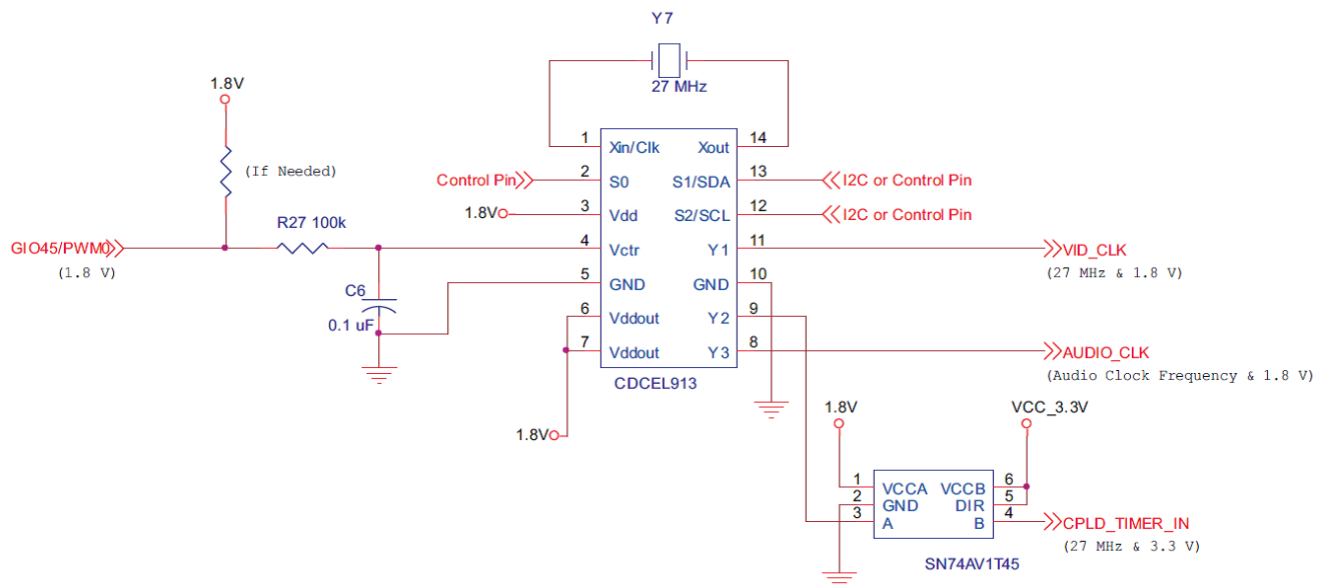 Y7
27 MHz
1.8V
(If Needed)
R27 100k
GIO45/PWM0
(1.8 V)
C6
0.1 uF
Control Pin
1.8V
1.8V
1 Xin/Clk Xout 14
2 S0 S1/SDA 13
3 Vdd S2/SCL 12
4 Vctr Y1 11
5 GND GND 10
6 Vddout Y2 9
7 Vddout Y3 8
CDCEL913
I2C or Control Pin
I2C or Control Pin
VID_CLK
(27 MHz & 1.8 V)
AUDIO_CLK
(Audio Clock Frequency & 1.8 V)
1.8V
VCC_3.3V
1 VCCA VCCB 6
2 GND DIR 5
3 A B 4
SN74AV1T45
CPLD_TIMER_IN
(27 MHz & 3.3 V)